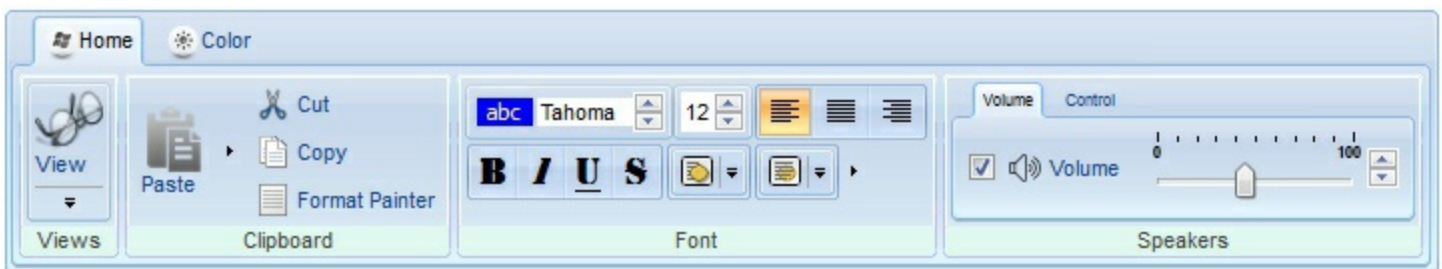 Home Color
View
Views
Paste
Cut
Copy
Format Painter
Clipboard
abc Tahoma 12
B I U S
Font
Volume Control
Volume 0 100
Speakers